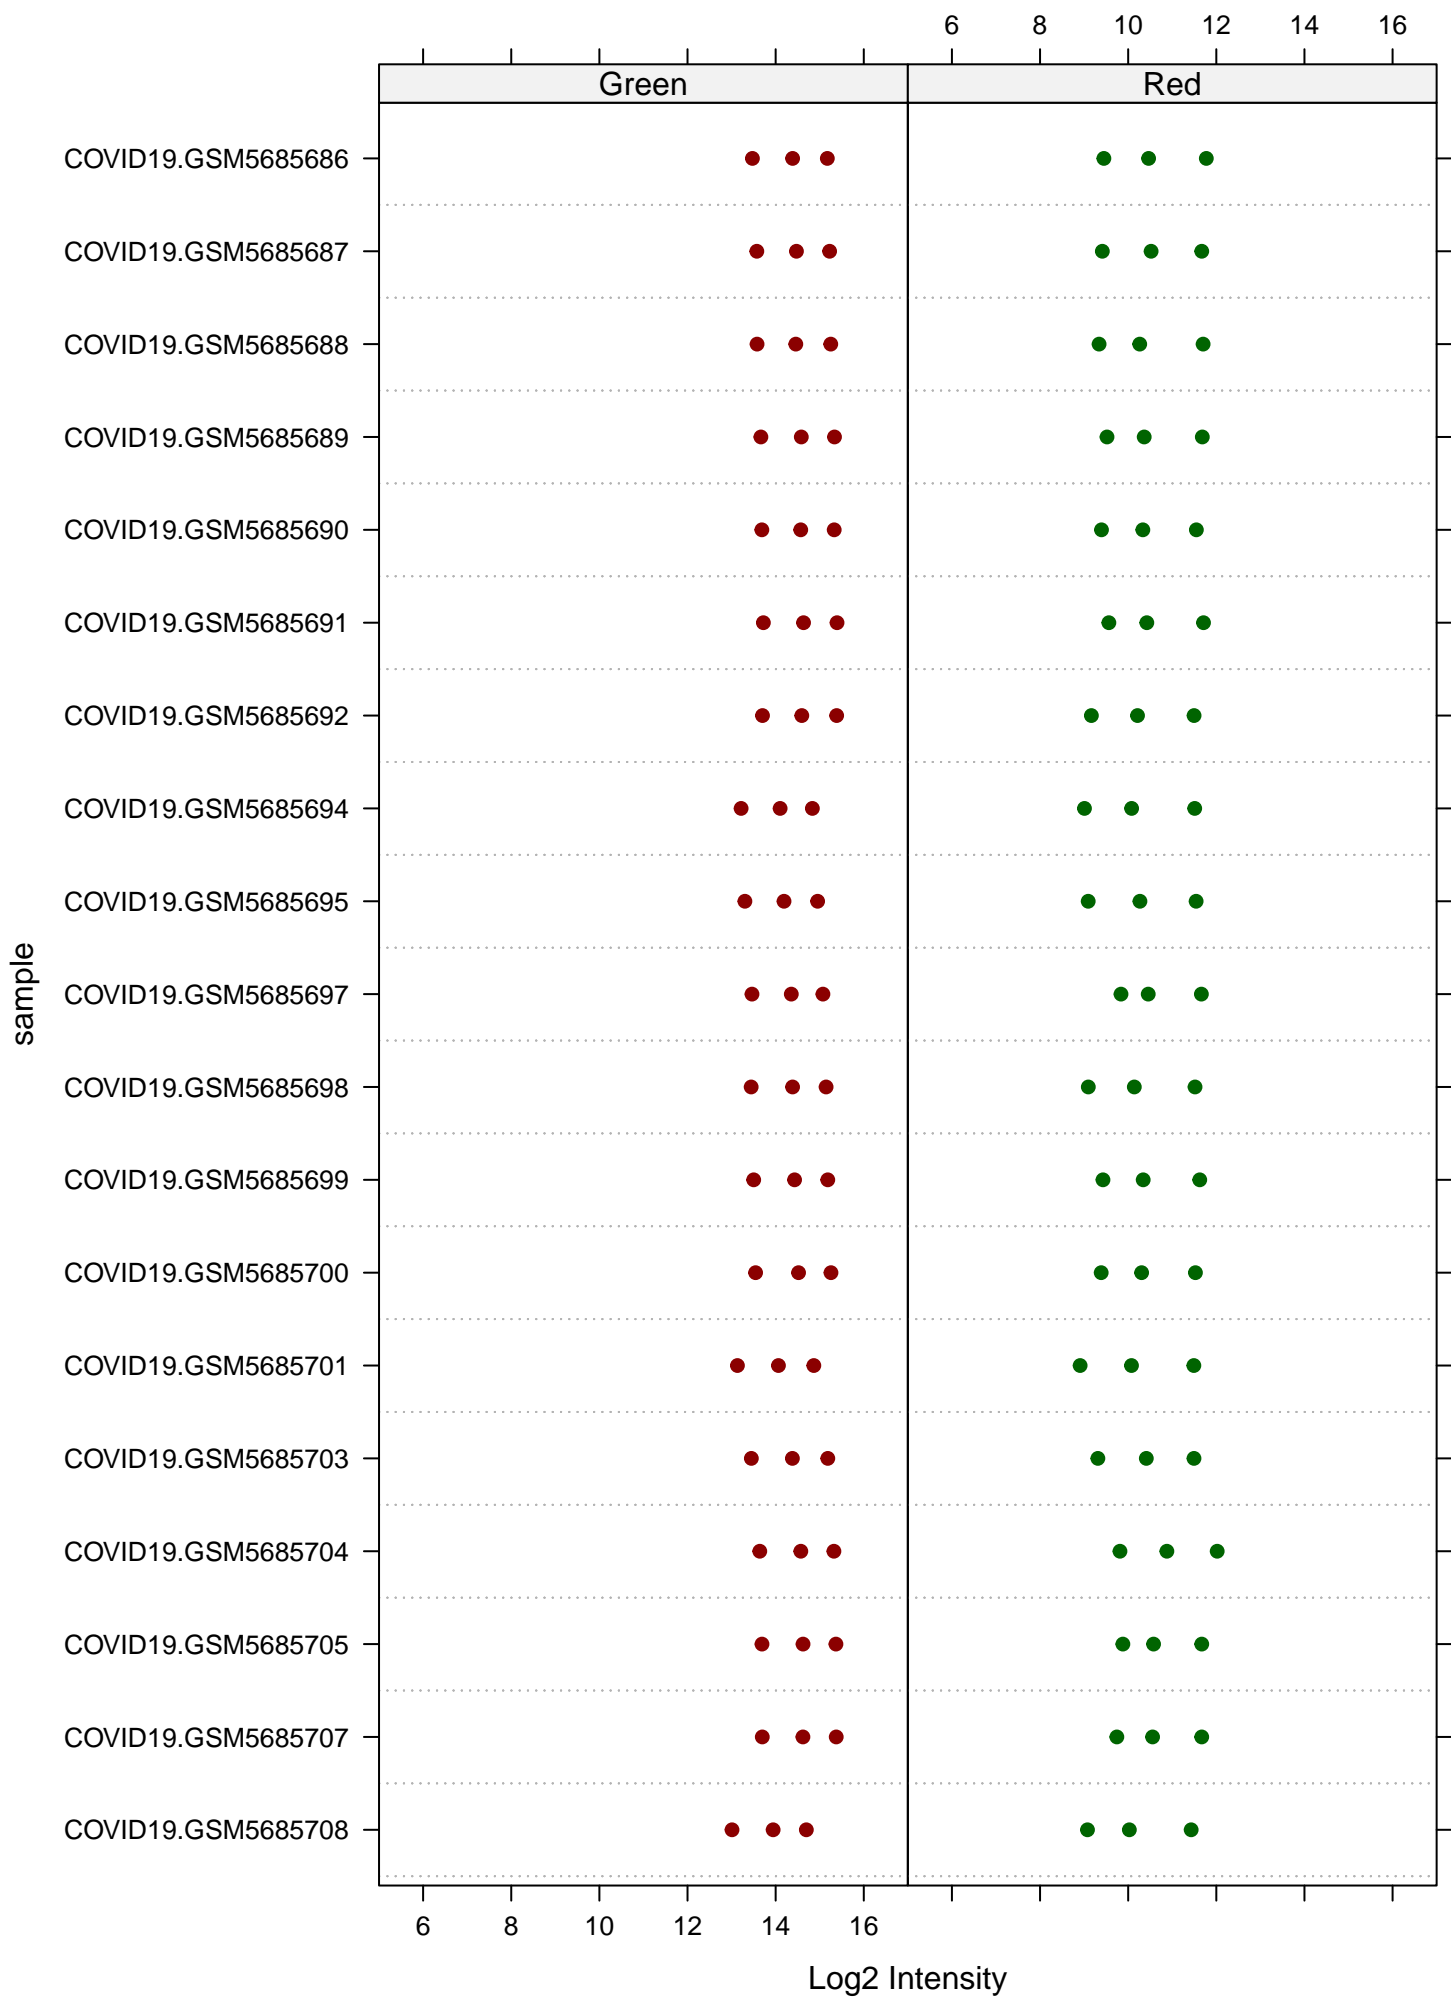 6 8 10 12 14 16
Green Red
COVID19.GSM5685686
COVID19.GSM5685687
COVID19.GSM5685688
COVID19.GSM5685689
COVID19.GSM5685690
COVID19.GSM5685691
COVID19.GSM5685692
COVID19.GSM5685694
COVID19.GSM5685695
COVID19.GSM5685697
COVID19.GSM5685698
COVID19.GSM5685699
COVID19.GSM5685700
COVID19.GSM5685701
COVID19.GSM5685703
COVID19.GSM5685704
COVID19.GSM5685705
COVID19.GSM5685707
COVID19.GSM5685708
sample
6 8 10 12 14 16
Log2 Intensity